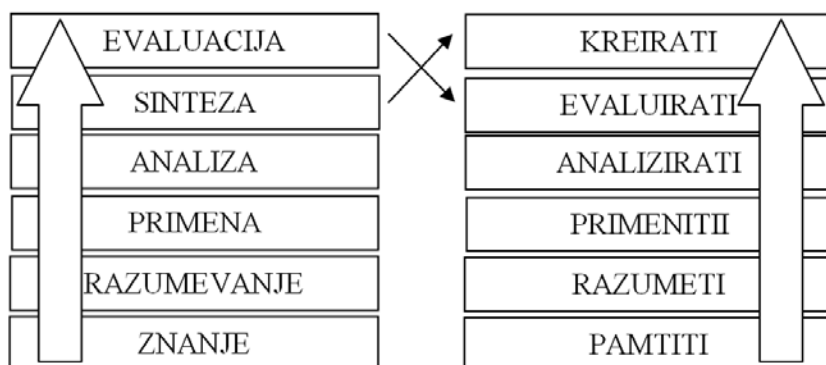 EVALUACIJA
SINTEZA
ANALIZA
PRIMENA
RAZUMEVANJE
ZNANJE
KREIRATI
EVALUIRATI
ANALIZIRATI
PRIMENITII
RAZUMETI
PAMTITI